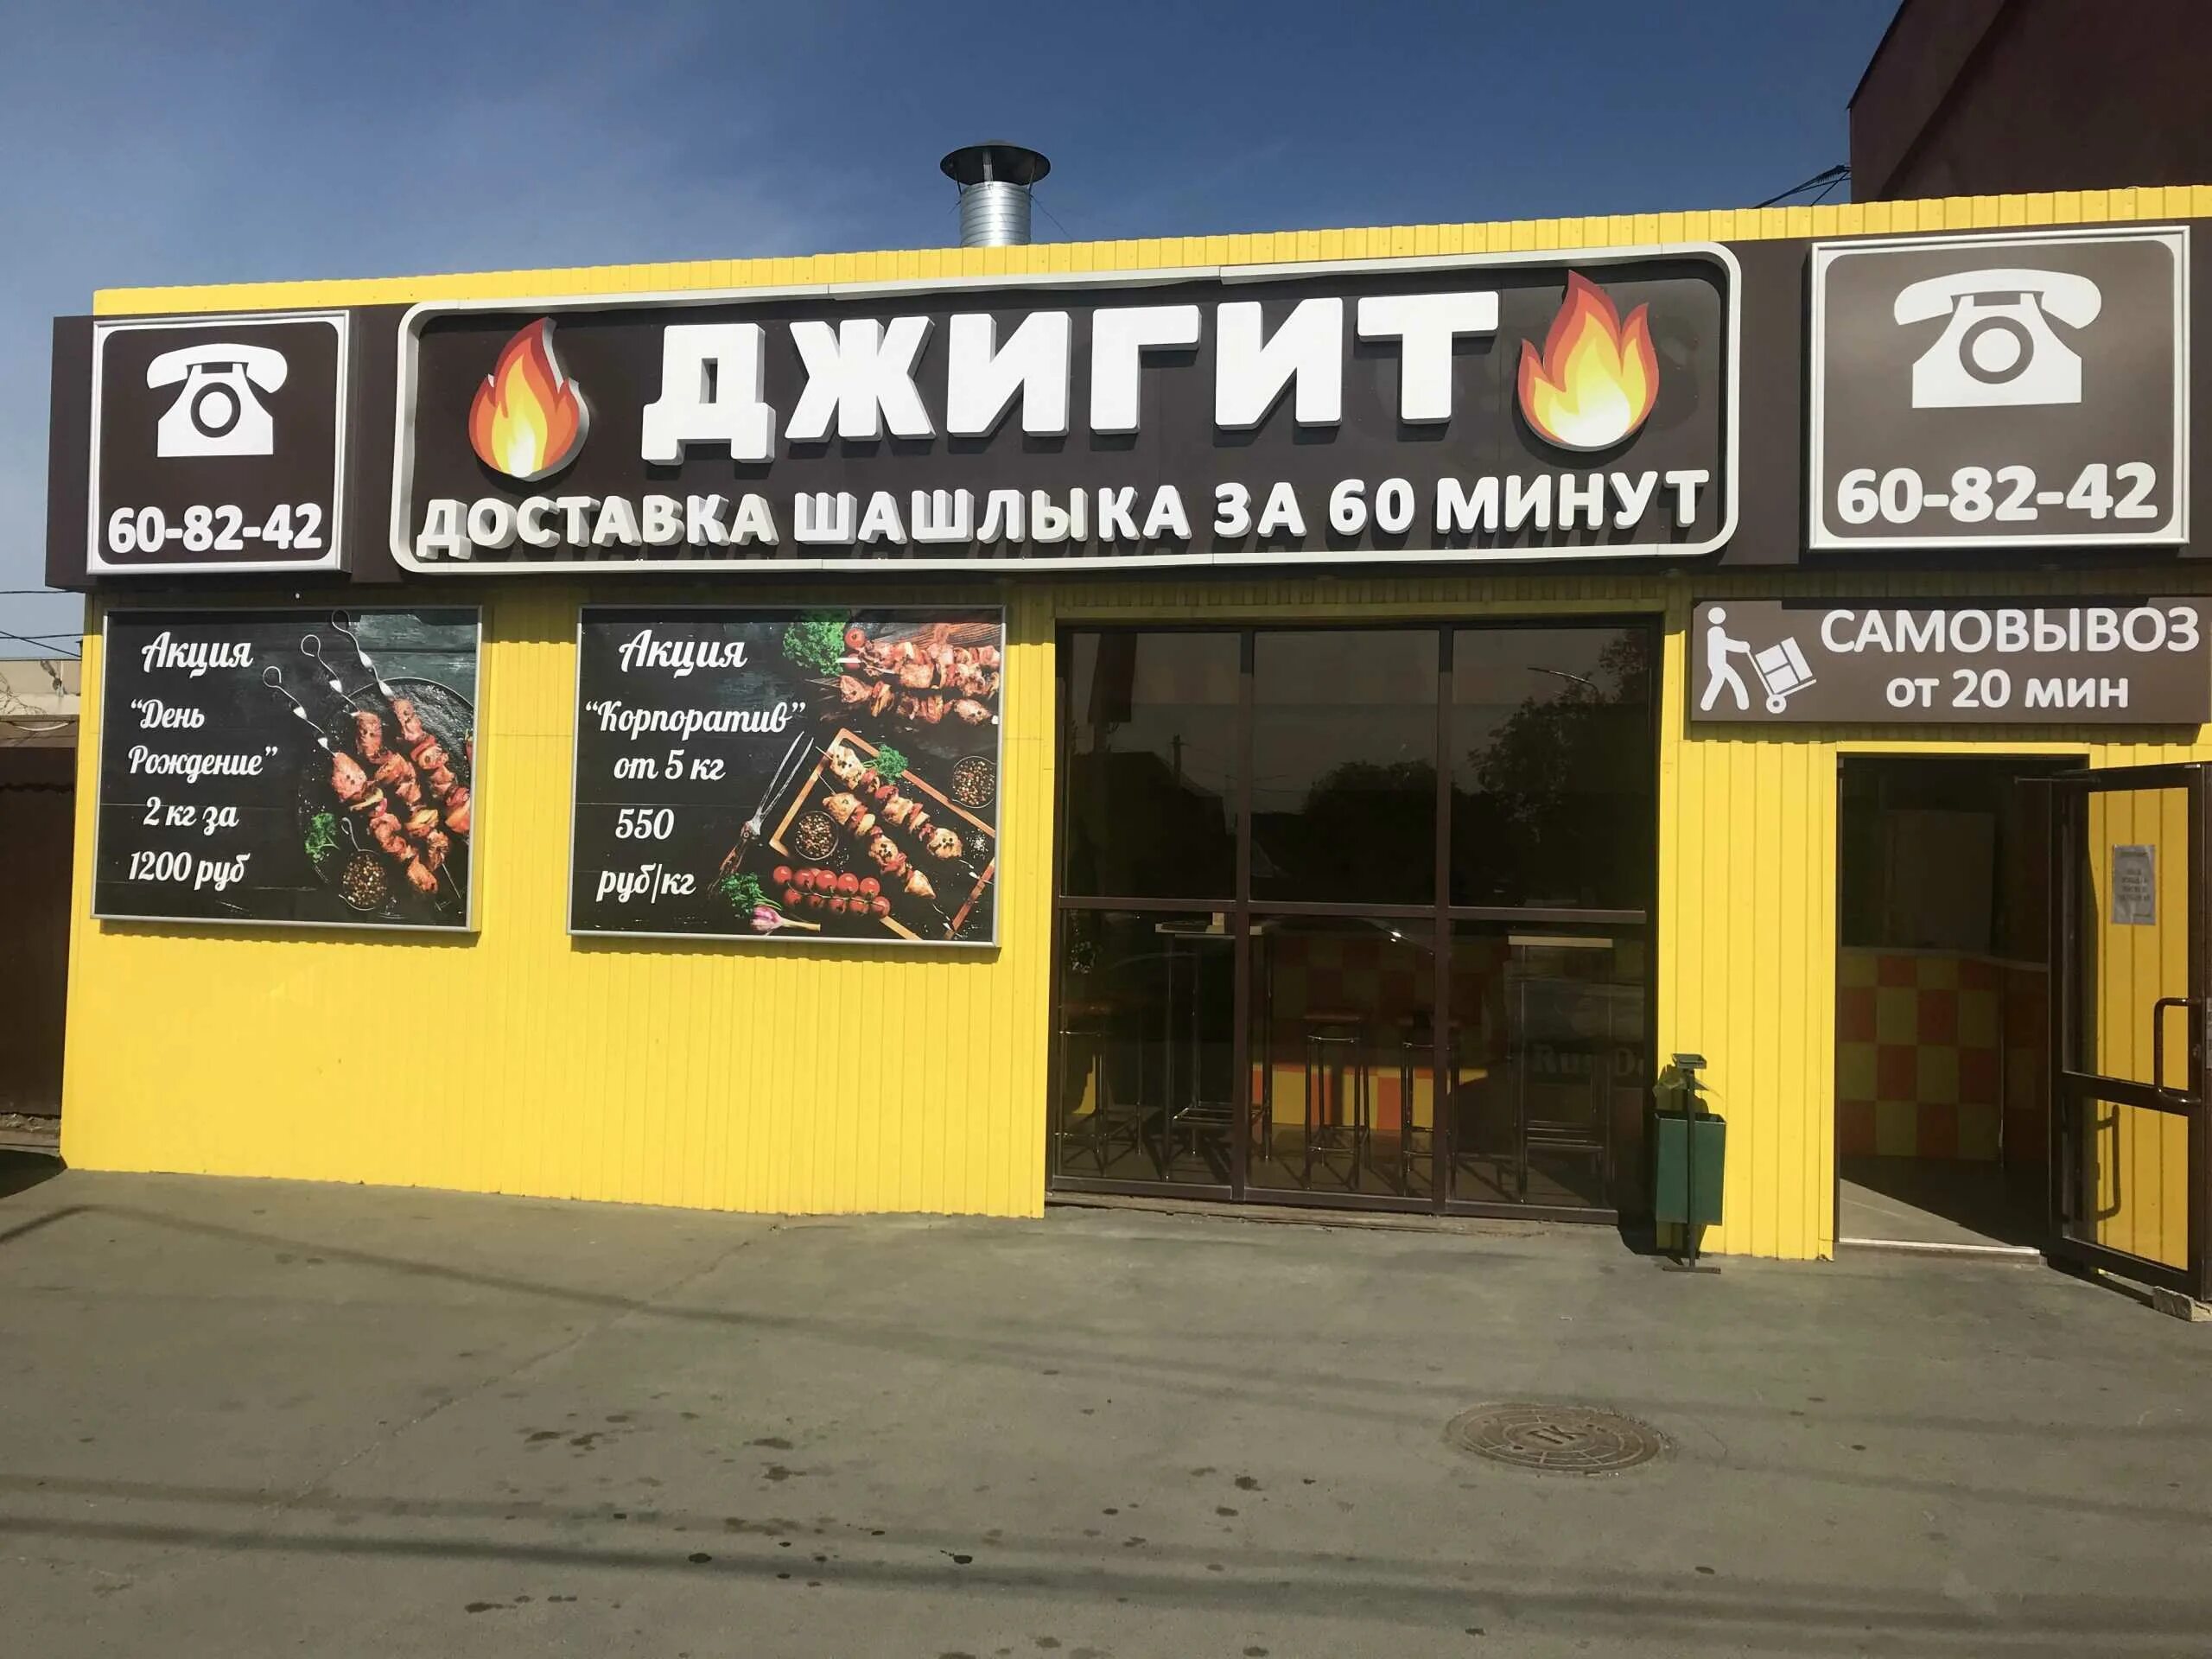 ДЖИГИТ
ДОСТАВКА ШАШЛЫКА ЗА 60 МИНУТ
60-82-42
60-82-42
САМОВЫВОЗ
от 20 мин
Акция
“День
Рождение”
2 кг за
1200 руб
Акция
“Корпоратив”
от 5 кг
550
руб/кг
ГК